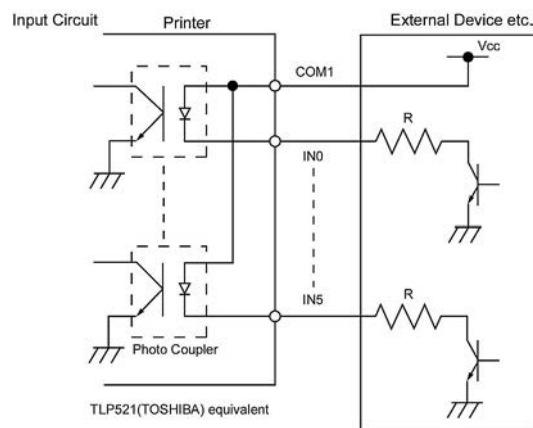 Input Circuit
Printer
External Device etc.
Vcc
COM1
R
IN0
R
IN5
Photo Coupler
TLP521(TOSHIBA) equivalent